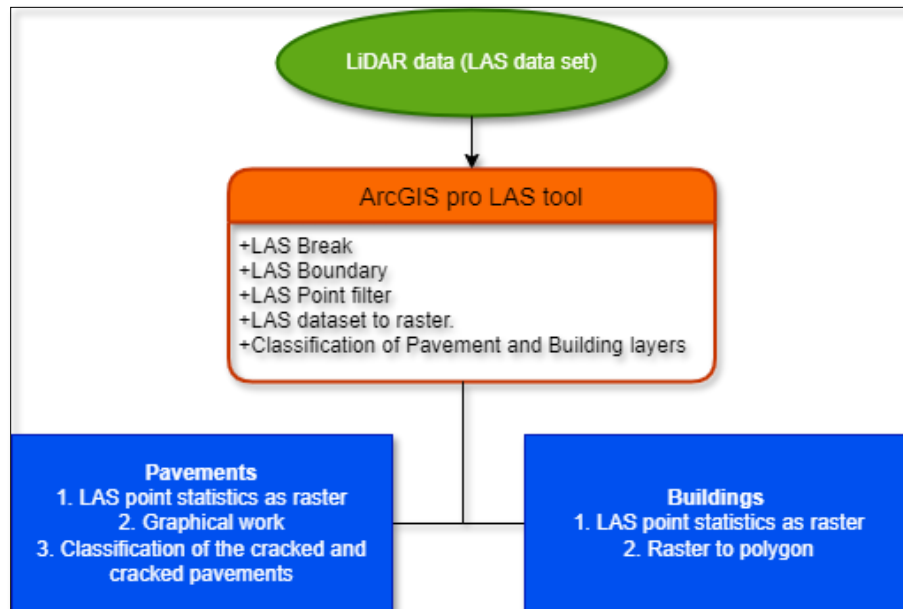 LiDAR data (LAS data set)
ArcGIS pro LAS tool
+LAS Break
+LAS Boundary
+LAS Point filter
+LAS dataset to raster.
+Classification of Pavement and Building layers
Pavements
1. LAS point statistics as raster
2. Graphical work
3. Classification of the cracked and
cracked pavements
Buildings
1. LAS point statistics as raster
2. Raster to polygon